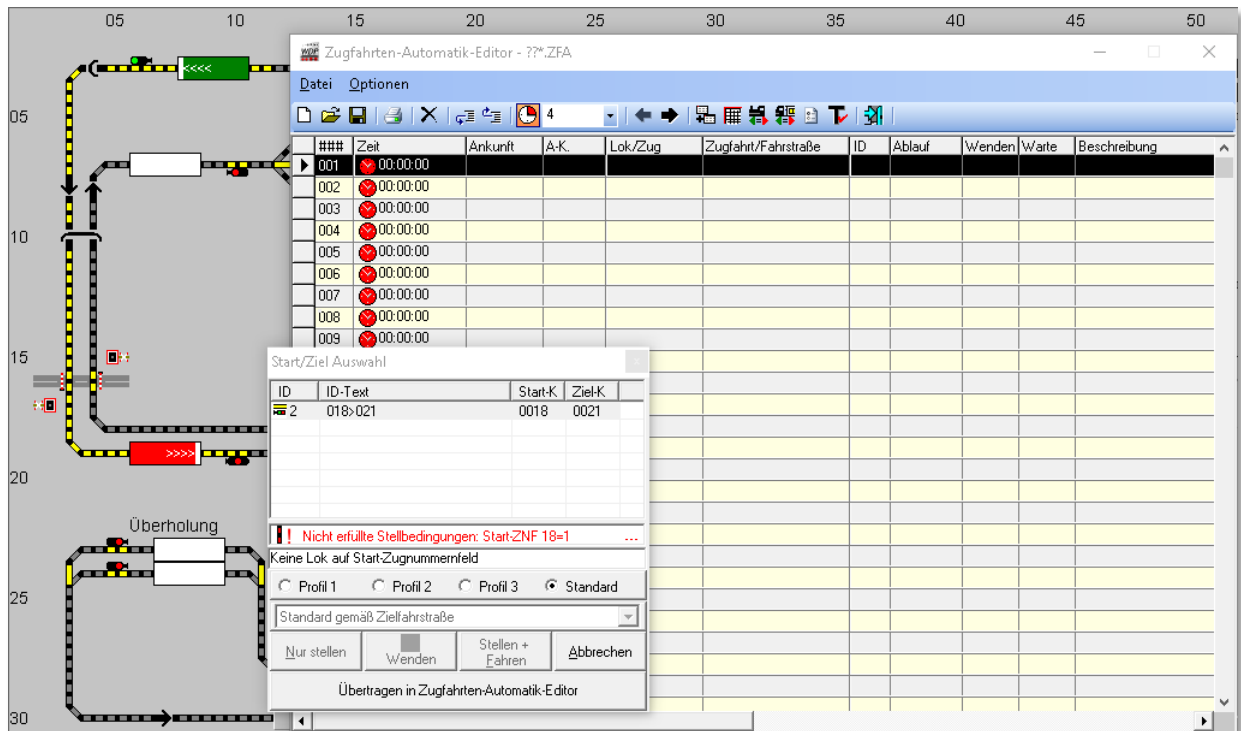 05 10 15 20 25 30 35 40 45 50
WDP Zugfahrten-Automatik-Editor - ??*.ZFA
<<<<
Datei Optionen
05
4
### Zeit Ankunft A-K. Lok/Zug Zugfahrt/Fahrstraße ID Ablauf Wenden Warte Beschreibung
001 00:00:00
002 00:00:00
003 00:00:00
10
004 00:00:00
005 00:00:00
006 00:00:00
007 00:00:00
008 00:00:00
009 00:00:00
15
Start/Ziel Auswahl
ID ID-Text Start-K Ziel-K
2 018>021 0018 0021
>>>>
20
Überholung
! Nicht erfüllte Stellbedingungen: Start-ZNF 18=1 ...
Keine Lok auf Start-Zugnummernfeld
Profil 1 Profil 2 Profil 3 Standard
25
Standard gemäß Zielfahrstraße
Nur stellen
Wenden
Stellen +
Fahren
Abbrechen
Übertragen in Zugfahrten-Automatik-Editor
30